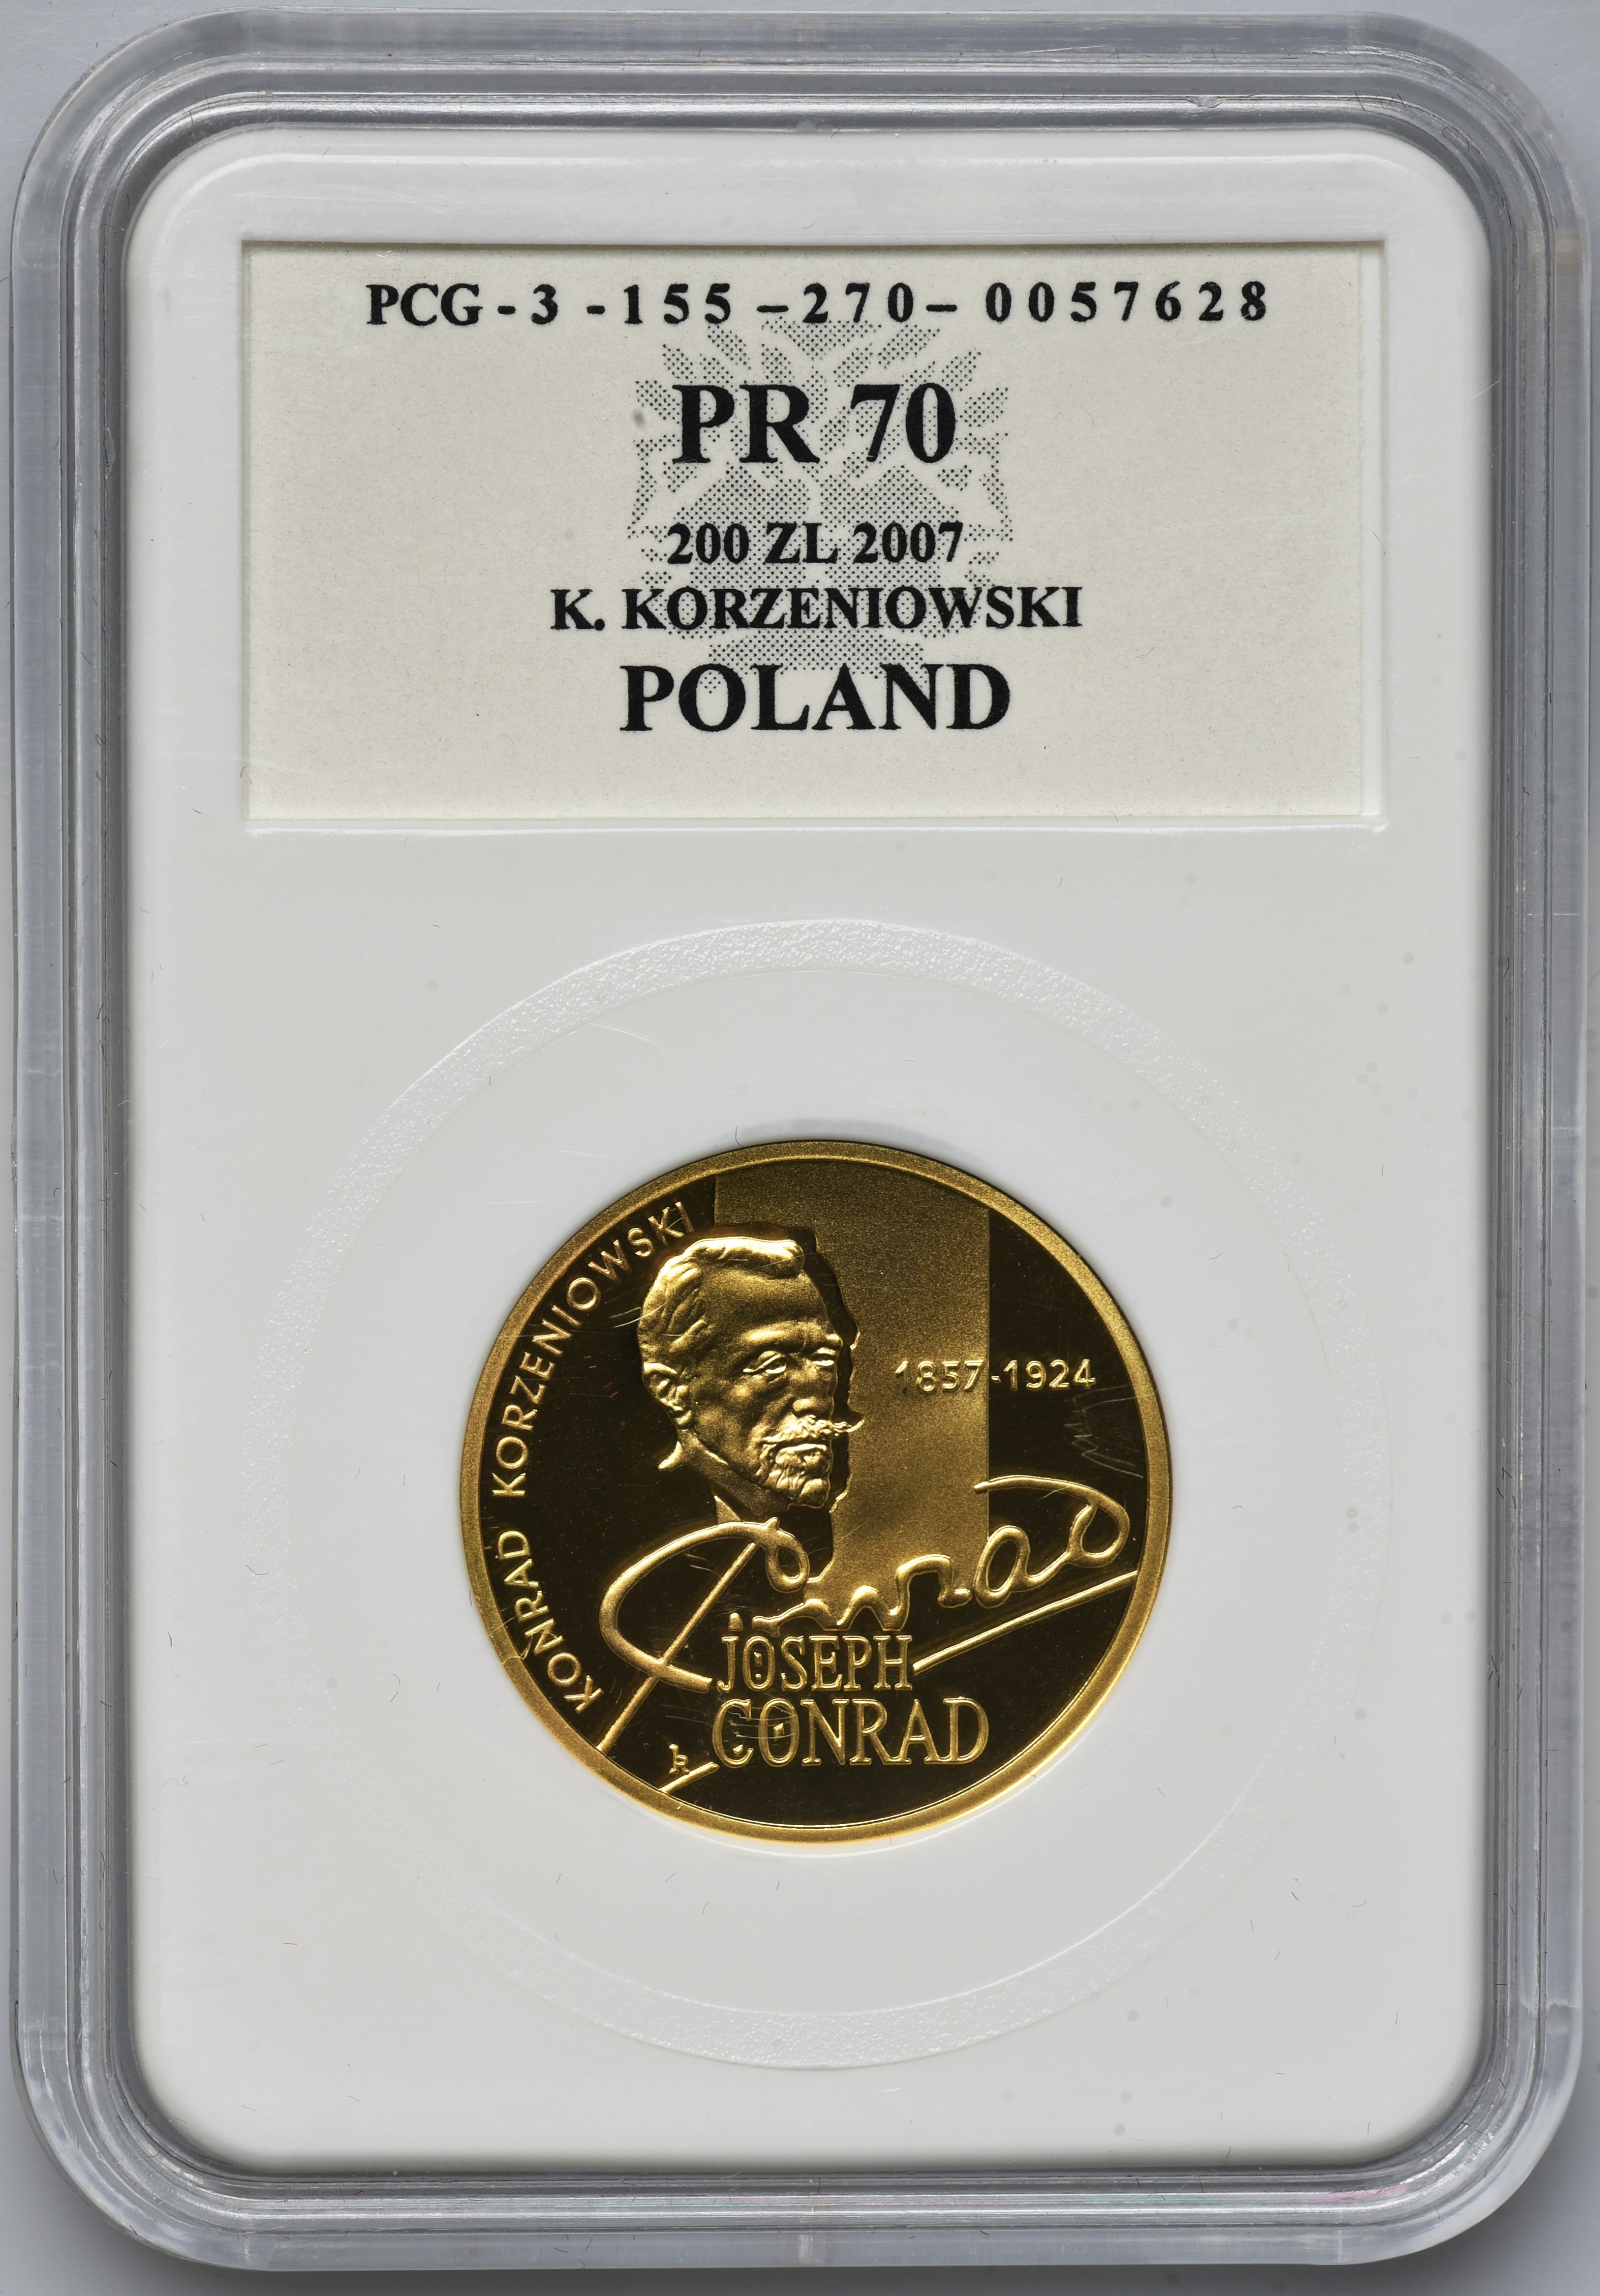 PCG - 3 - 155 - 270 - 0057628
PR 70
200 ZL 2007
K. KORZENIOWSKI
POLAND
KONRAD KORZENIOWSKI
1857-1924
Conrad
JOSEPH
CONRAD